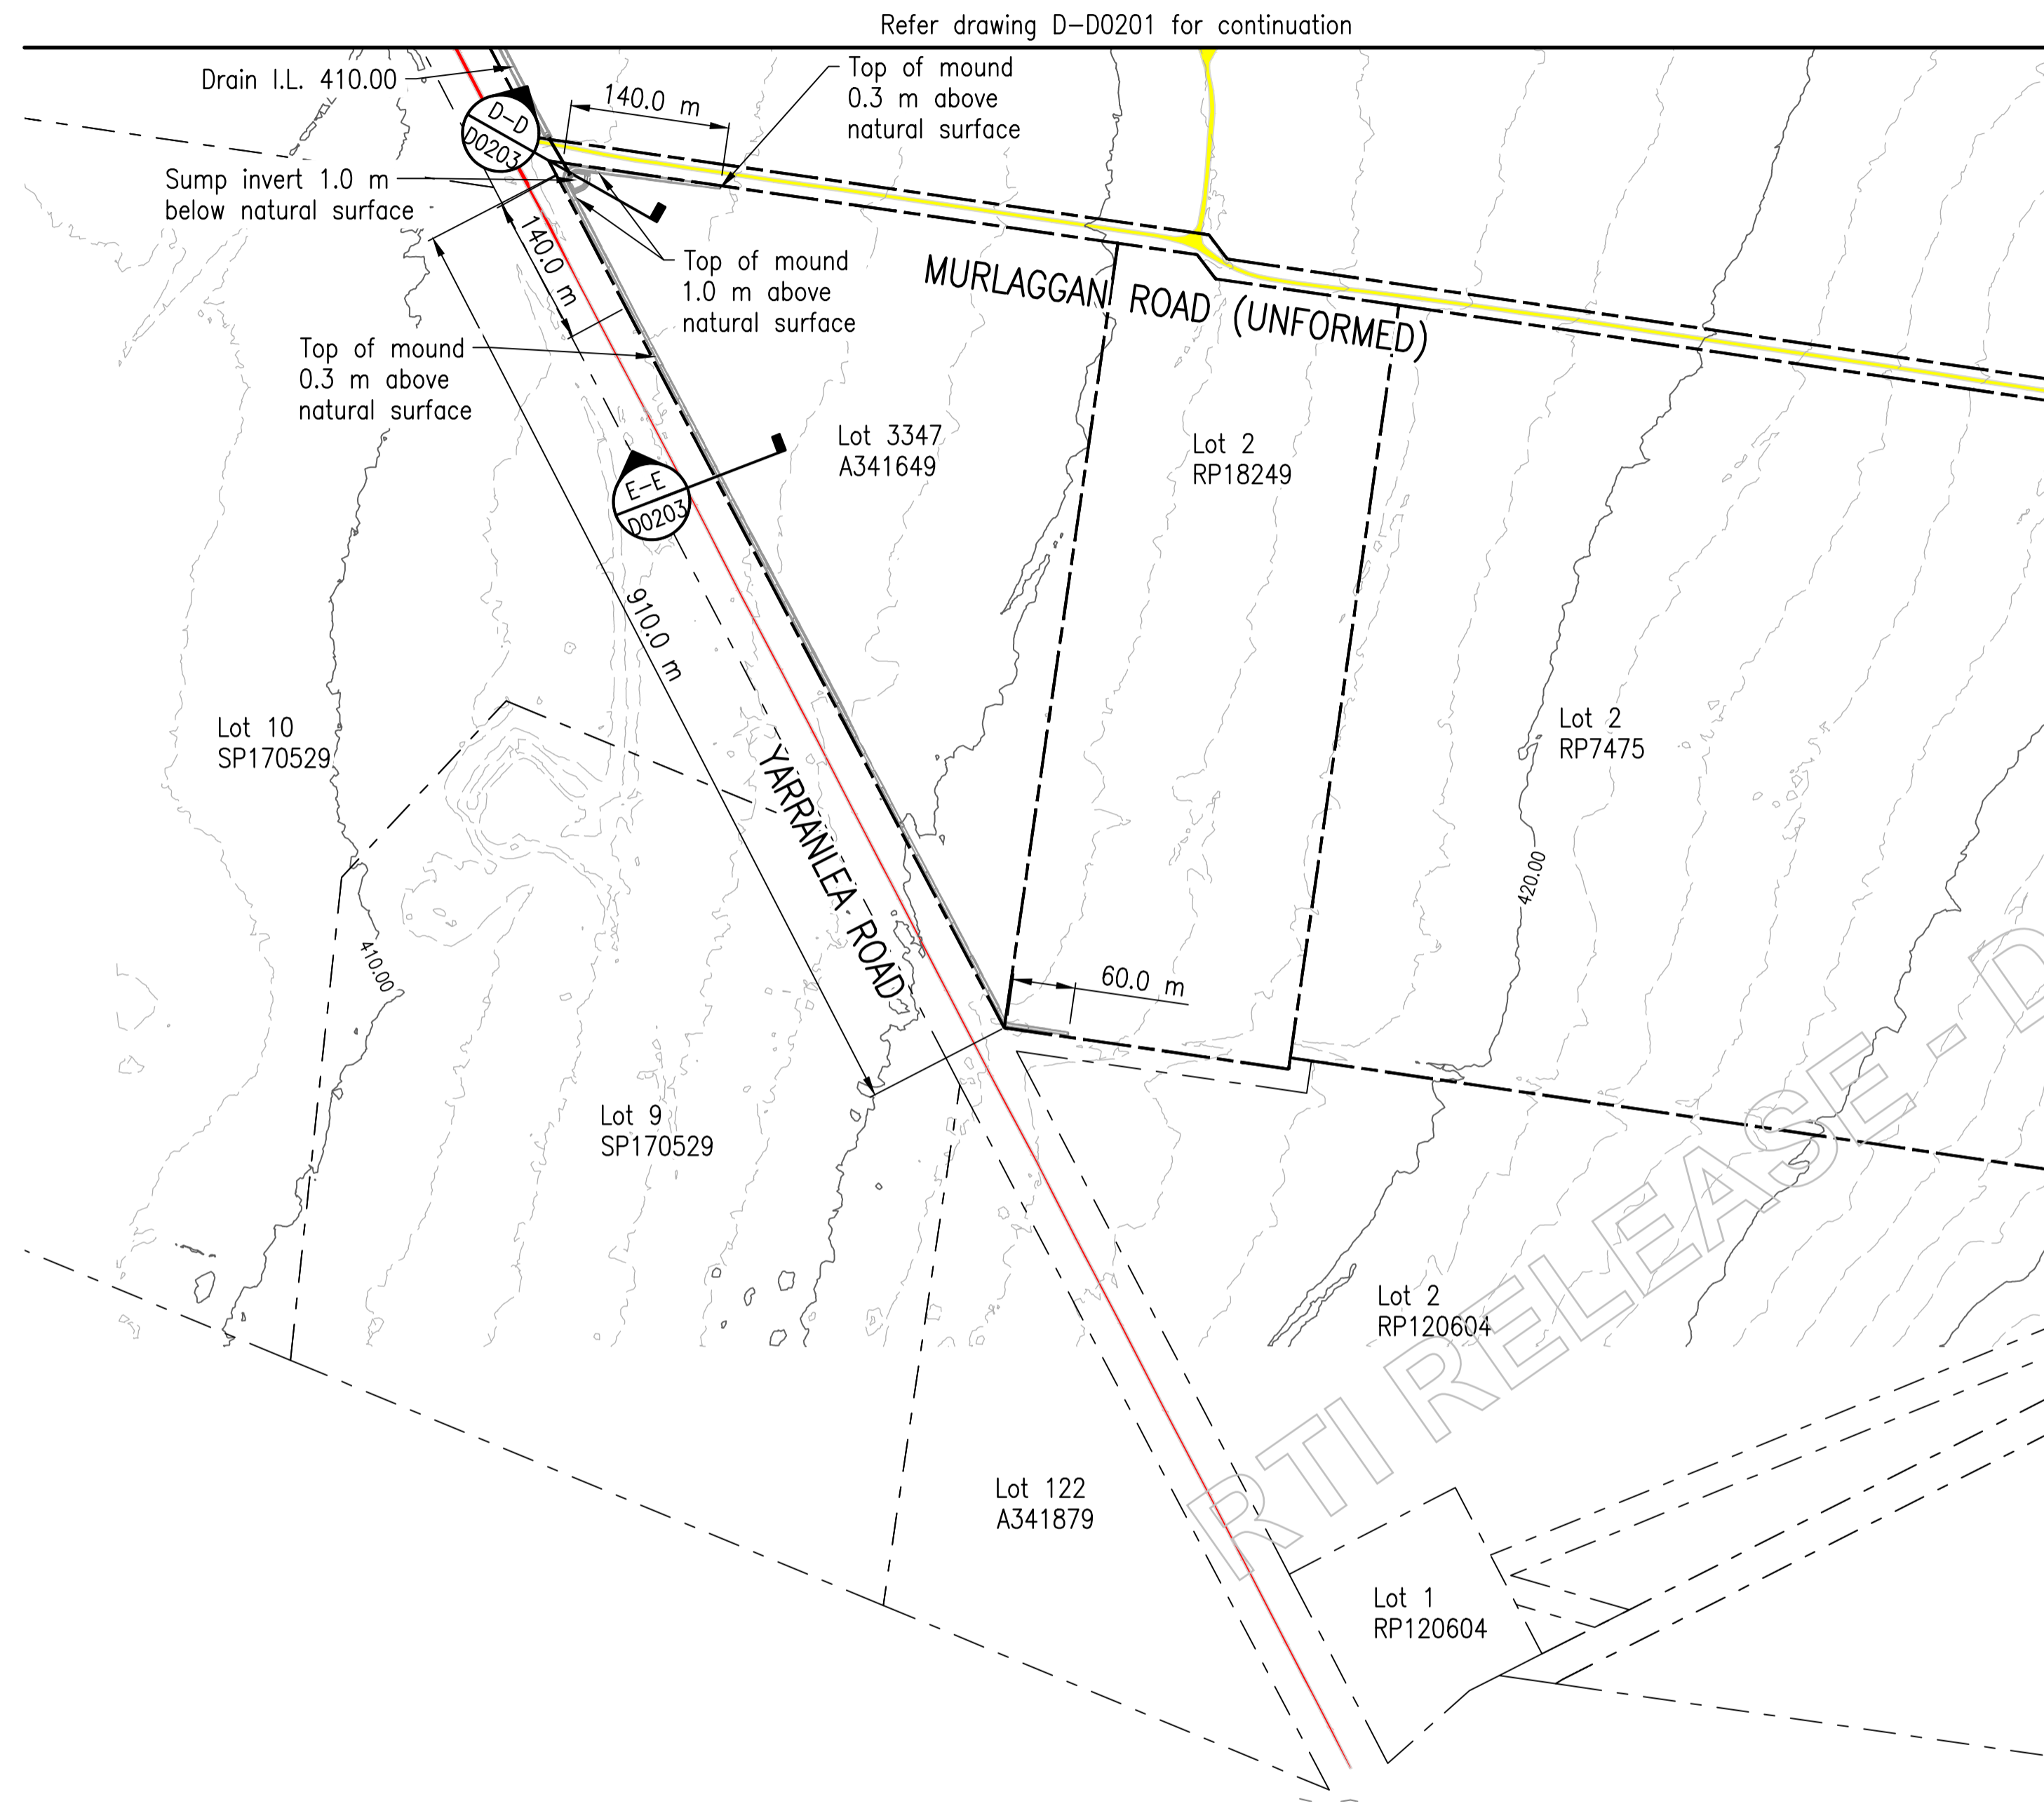 Refer drawing D-D0201 for continuation
Drain I.L. 410.00
Top of mound
0.3 m above
natural surface
140.0 m
D-D
D0203
Sump invert 1.0 m
below natural surface
140.0 m
Top of mound
1.0 m above
natural surface
MURLAGGAN ROAD (UNFORMED)
Top of mound
0.3 m above
natural surface
Lot 3347
A341649
Lot 2
RP18249
E-E
D0203
910.0 m
Lot 10
SP170529
Lot 2
RP7475
YARRANLEA ROAD
420.00
410.00
60.0 m
Lot 9
SP170529
Lot 2
RP120604
RTI RELEASE - D
Lot 122
A341879
Lot 1
RP120604